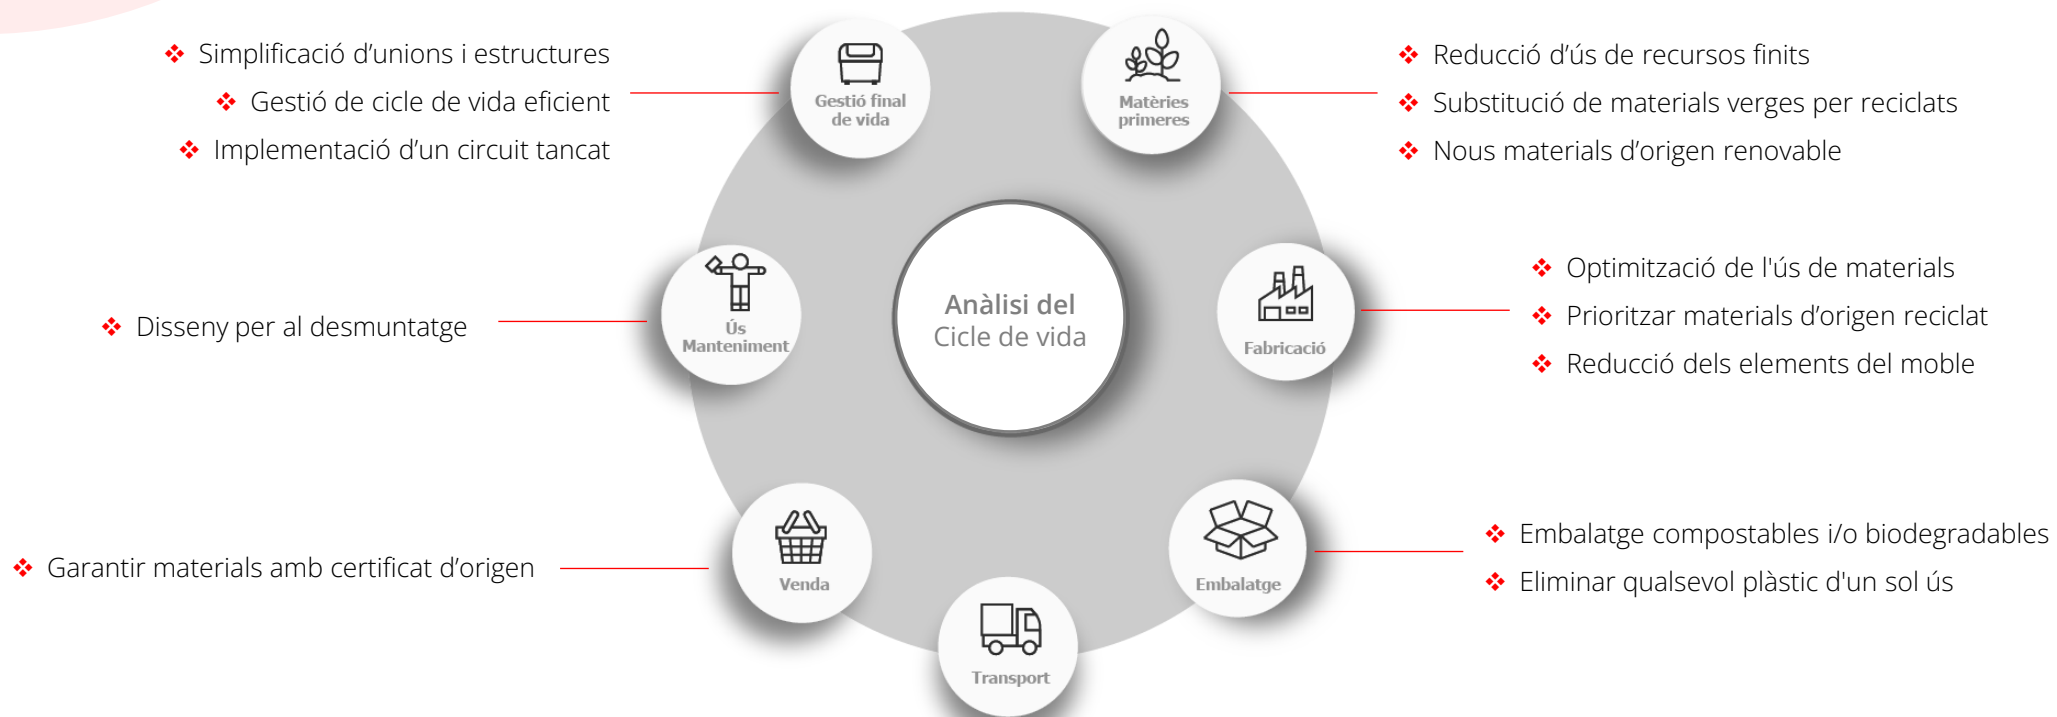 Simplificació d’unions i estructures
Gestió de cicle de vida eficient
Implementació d’un circuit tancat
Gestió final
de vida
Matèries
primeres
Reducció d’ús de recursos finits
Substitució de materials verges per reciclats
Nous materials d’origen renovable
Disseny per al desmuntatge
Ús
Manteniment
Anàlisi del
Cicle de vida
Fabricació
Optimització de l'ús de materials
Prioritzar materials d’origen reciclat
Reducció dels elements del moble
Garantir materials amb certificat d’origen
Venda
Transport
Embalatge
Embalatge compostables i/o biodegradables
Eliminar qualsevol plàstic d'un sol ús